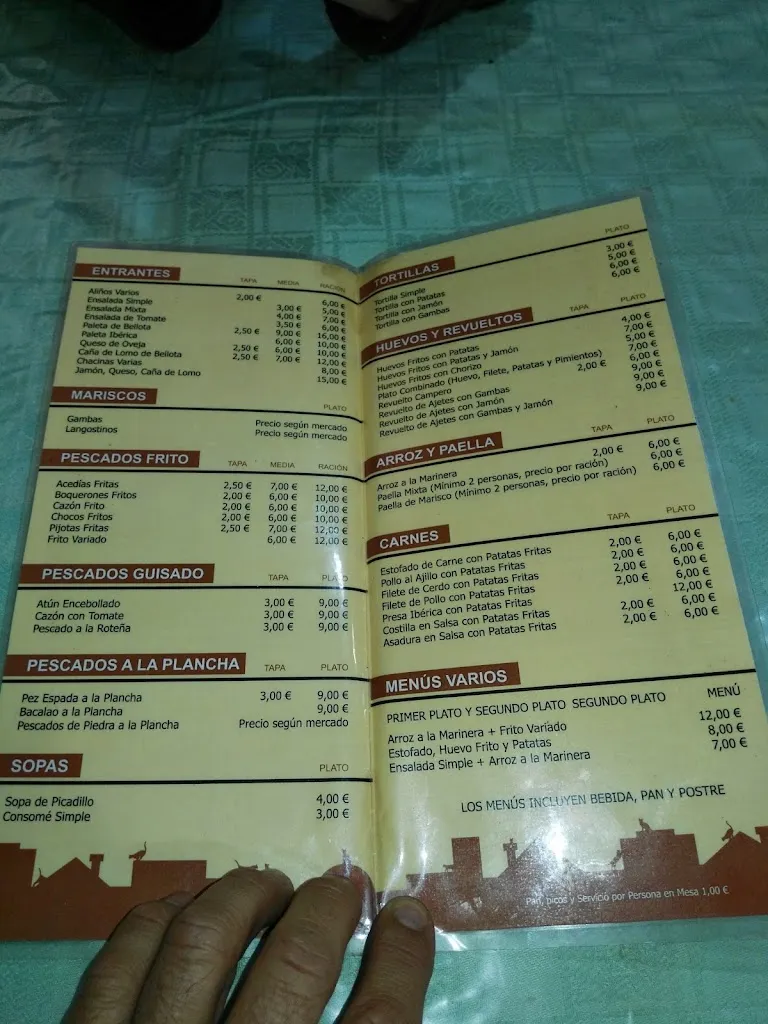 ENTRANTES TAPA MEDIA RACIÓN
Aliños Varios 2,00 € 6,00 €
Ensalada Simple 3,00 € 5,00 €
Ensalada Mixta 4,00 € 7,00 €
Ensalada de Tomate 3,50 € 6,00 €
Paleta de Bellota 2,50 € 9,00 € 16,00 €
Paleta Ibérica 6,00 € 10,00 €
Queso de Oveja 2,50 € 6,00 € 10,00 €
Caña de Lomo de Bellota 2,50 € 7,00 € 12,00 €
Chacinas Varias 8,00 €
Jamón, Queso, Caña de Lomo 15,00 €
MARISCOS PLATO
Gambas Precio según mercado
Langostinos Precio según mercado
PESCADOS FRITO TAPA MEDIA RACIÓN
Acedías Fritas 2,50 € 7,00 € 12,00 €
Boquerones Fritos 2,00 € 6,00 € 10,00 €
Cazón Frito 2,00 € 6,00 € 10,00 €
Chocos Fritos 2,00 € 6,00 € 10,00 €
Pijotas Fritas 2,50 € 7,00 € 12,00 €
Frito Variado 6,00 € 12,00 €
PESCADOS GUISADO TAPA PLATO
Atún Encebollado 3,00 € 9,00 €
Cazón con Tomate 3,00 € 9,00 €
Pescado a la Roteña 3,00 € 9,00 €
PESCADOS A LA PLANCHA TAPA PLATO
Pez Espada a la Plancha 3,00 € 9,00 €
Bacalao a la Plancha 9,00 €
Pescados de Piedra a la Plancha Precio según mercado
SOPAS PLATO
Sopa de Picadillo 4,00 €
Consomé Simple 3,00 €
TORTILLAS PLATO
Tortilla Simple 3,00 €
Tortilla con Patatas 5,00 €
Tortilla con Jamón 6,00 €
Tortilla con Gambas 6,00 €
HUEVOS Y REVUELTOS TAPA PLATO
Huevos Fritos con Patatas 4,00 €
Huevos Fritos con Patatas y Jamón 7,00 €
Huevos Fritos con Chorizo 5,00 €
Plato Combinado (Huevo, Filete, Patatas y Pimientos) 7,00 €
Revuelto Campero 2,00 € 6,00 €
Revuelto de Ajetes con Gambas 9,00 €
Revuelto de Ajetes con Jamón 9,00 €
Revuelto de Ajetes con Gambas y Jamón 9,00 €
ARROZ Y PAELLA TAPA PLATO
Arroz a la Marinera 2,00 € 6,00 €
Paella Mixta (Mínimo 2 personas, precio por ración) 6,00 €
Paella de Marisco (Mínimo 2 personas, precio por ración) 6,00 €
CARNES TAPA PLATO
Estofado de Carne con Patatas Fritas 2,00 € 6,00 €
Pollo al Ajillo con Patatas Fritas 2,00 € 6,00 €
Filete de Cerdo con Patatas Fritas 2,00 € 6,00 €
Filete de Pollo con Patatas Fritas 2,00 € 6,00 €
Presa Ibérica con Patatas Fritas 12,00 €
Costilla en Salsa con Patatas Fritas 2,00 € 6,00 €
Asadura en Salsa con Patatas Fritas 2,00 € 6,00 €
MENÚS VARIOS
PRIMER PLATO Y SEGUNDO PLATO SEGUNDO PLATO MENÚ
Arroz a la Marinera + Frito Variado 12,00 €
Estofado, Huevo Frito y Patatas 8,00 €
Ensalada Simple + Arroz a la Marinera 7,00 €
LOS MENÚS INCLUYEN BEBIDA, PAN Y POSTRE
Pan, picos y Servicio por Persona en Mesa 1,00 €